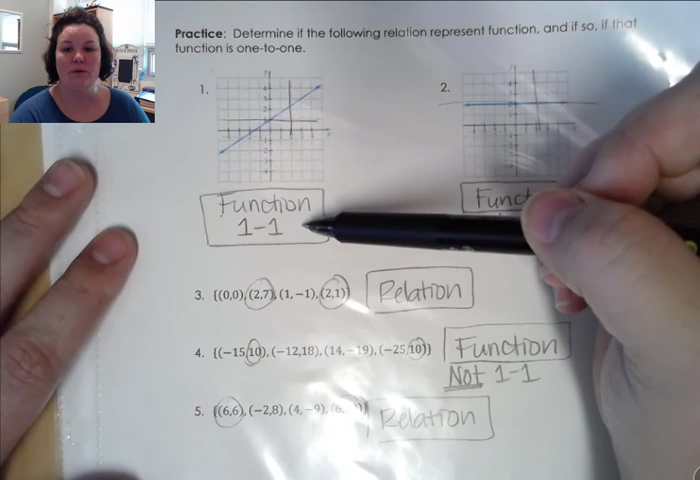 Practice: Determine if the following relation represent function, and if so, if that
function is one-to-one.
1.
2.
Function
1-1
3. {(0,0), (2,7), (1,−1), (2,1)}
Relation
4. {(−15,10), (−12,18), (14,−19), (−25,10)}
Function
Not 1-1
5. {(6,6), (−2,8), (4,−9), (6,
Relation